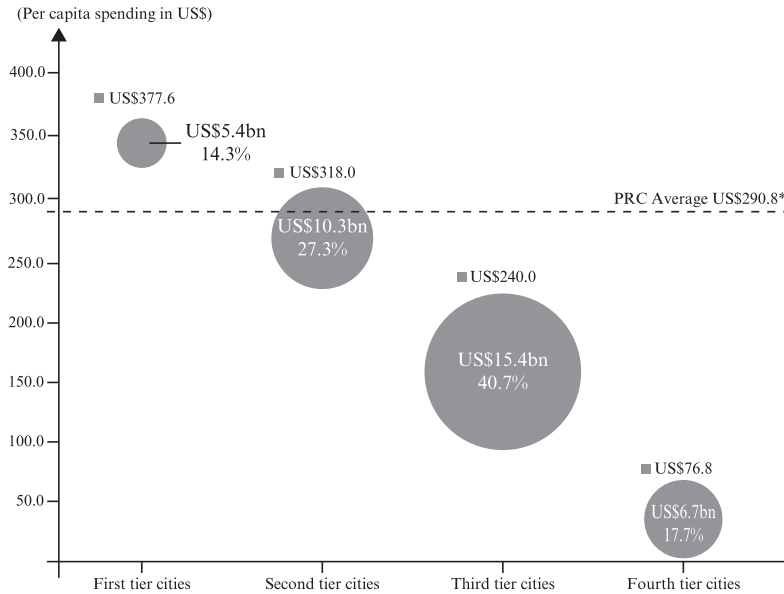 (Per capita spending in US$)
400.0
350.0
300.0
250.0
200.0
150.0
100.0
50.0
US$377.6
US$5.4bn
14.3%
US$318.0
US$10.3bn
27.3%
PRC Average US$290.8*
US$240.0
US$15.4bn
40.7%
US$76.8
US$6.7bn
17.7%
First tier cities
Second tier cities
Third tier cities
Fourth tier cities